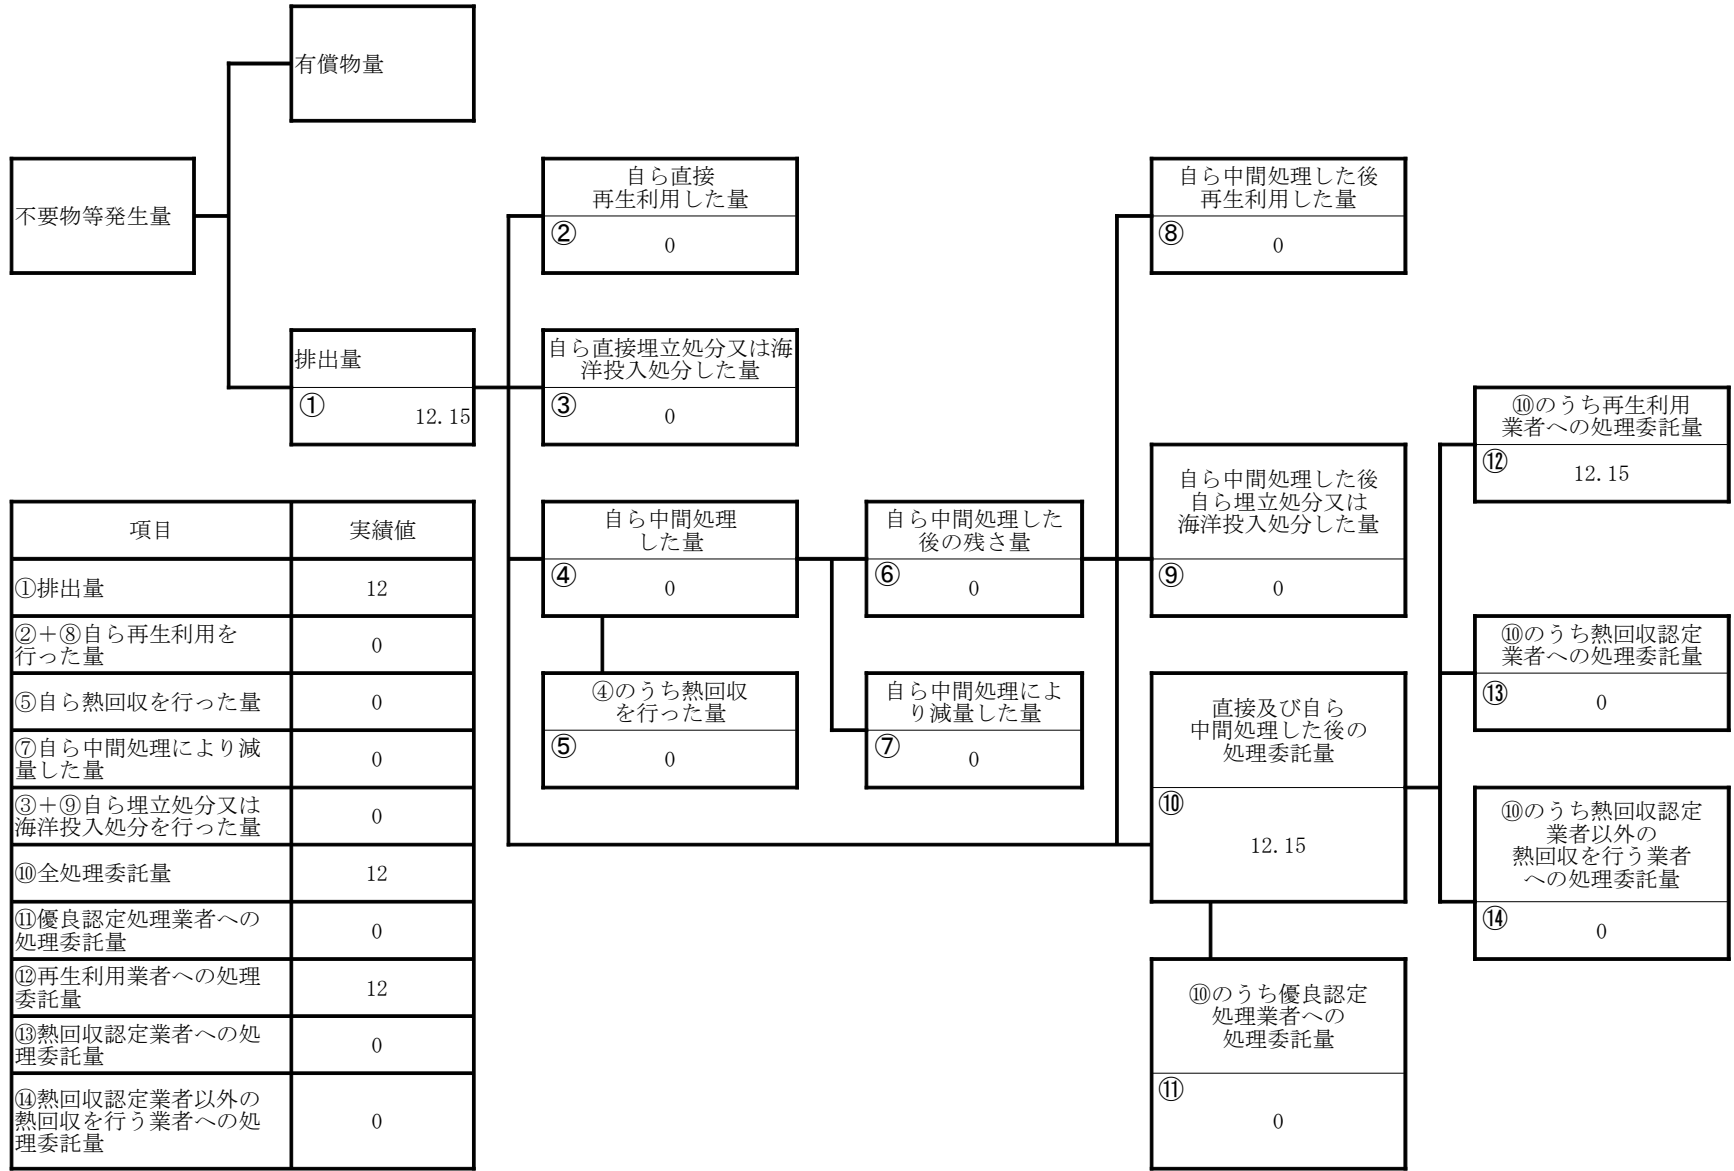 有償物量
不要物等発生量
排出量
①
12.15
自ら直接
再生利用した量
②
0
自ら直接埋立処分又は海
洋投入処分した量
③
0
自ら中間処理
した量
④
0
④のうち熱回収
を行った量
⑤
0
自ら中間処理した
後の残さ量
⑥
0
自ら中間処理によ
り減量した量
⑦
0
自ら中間処理した後
再生利用した量
⑧
0
自ら中間処理した後
自ら埋立処分又は
海洋投入処分した量
⑨
0
直接及び自ら
中間処理した後の
処理委託量
⑩
12.15
⑩のうち優良認定
処理業者への
処理委託量
⑪
0
⑩のうち再生利用
業者への処理委託量
⑫
12.15
⑩のうち熱回収認定
業者への処理委託量
⑬
0
⑩のうち熱回収認定
業者以外の
熱回収を行う業者
への処理委託量
⑭
0
項目 実績値
①排出量 12
②+⑧自ら再生利用を
行った量 0
⑤自ら熱回収を行った量 0
⑦自ら中間処理により減
量した量 0
③+⑨自ら埋立処分又は
海洋投入処分を行った量 0
⑩全処理委託量 12
⑪優良認定処理業者への
処理委託量 0
⑫再生利用業者への処理
委託量 12
⑬熱回収認定業者への処
理委託量 0
⑭熱回収認定業者以外の
熱回収を行う業者への処
理委託量 0